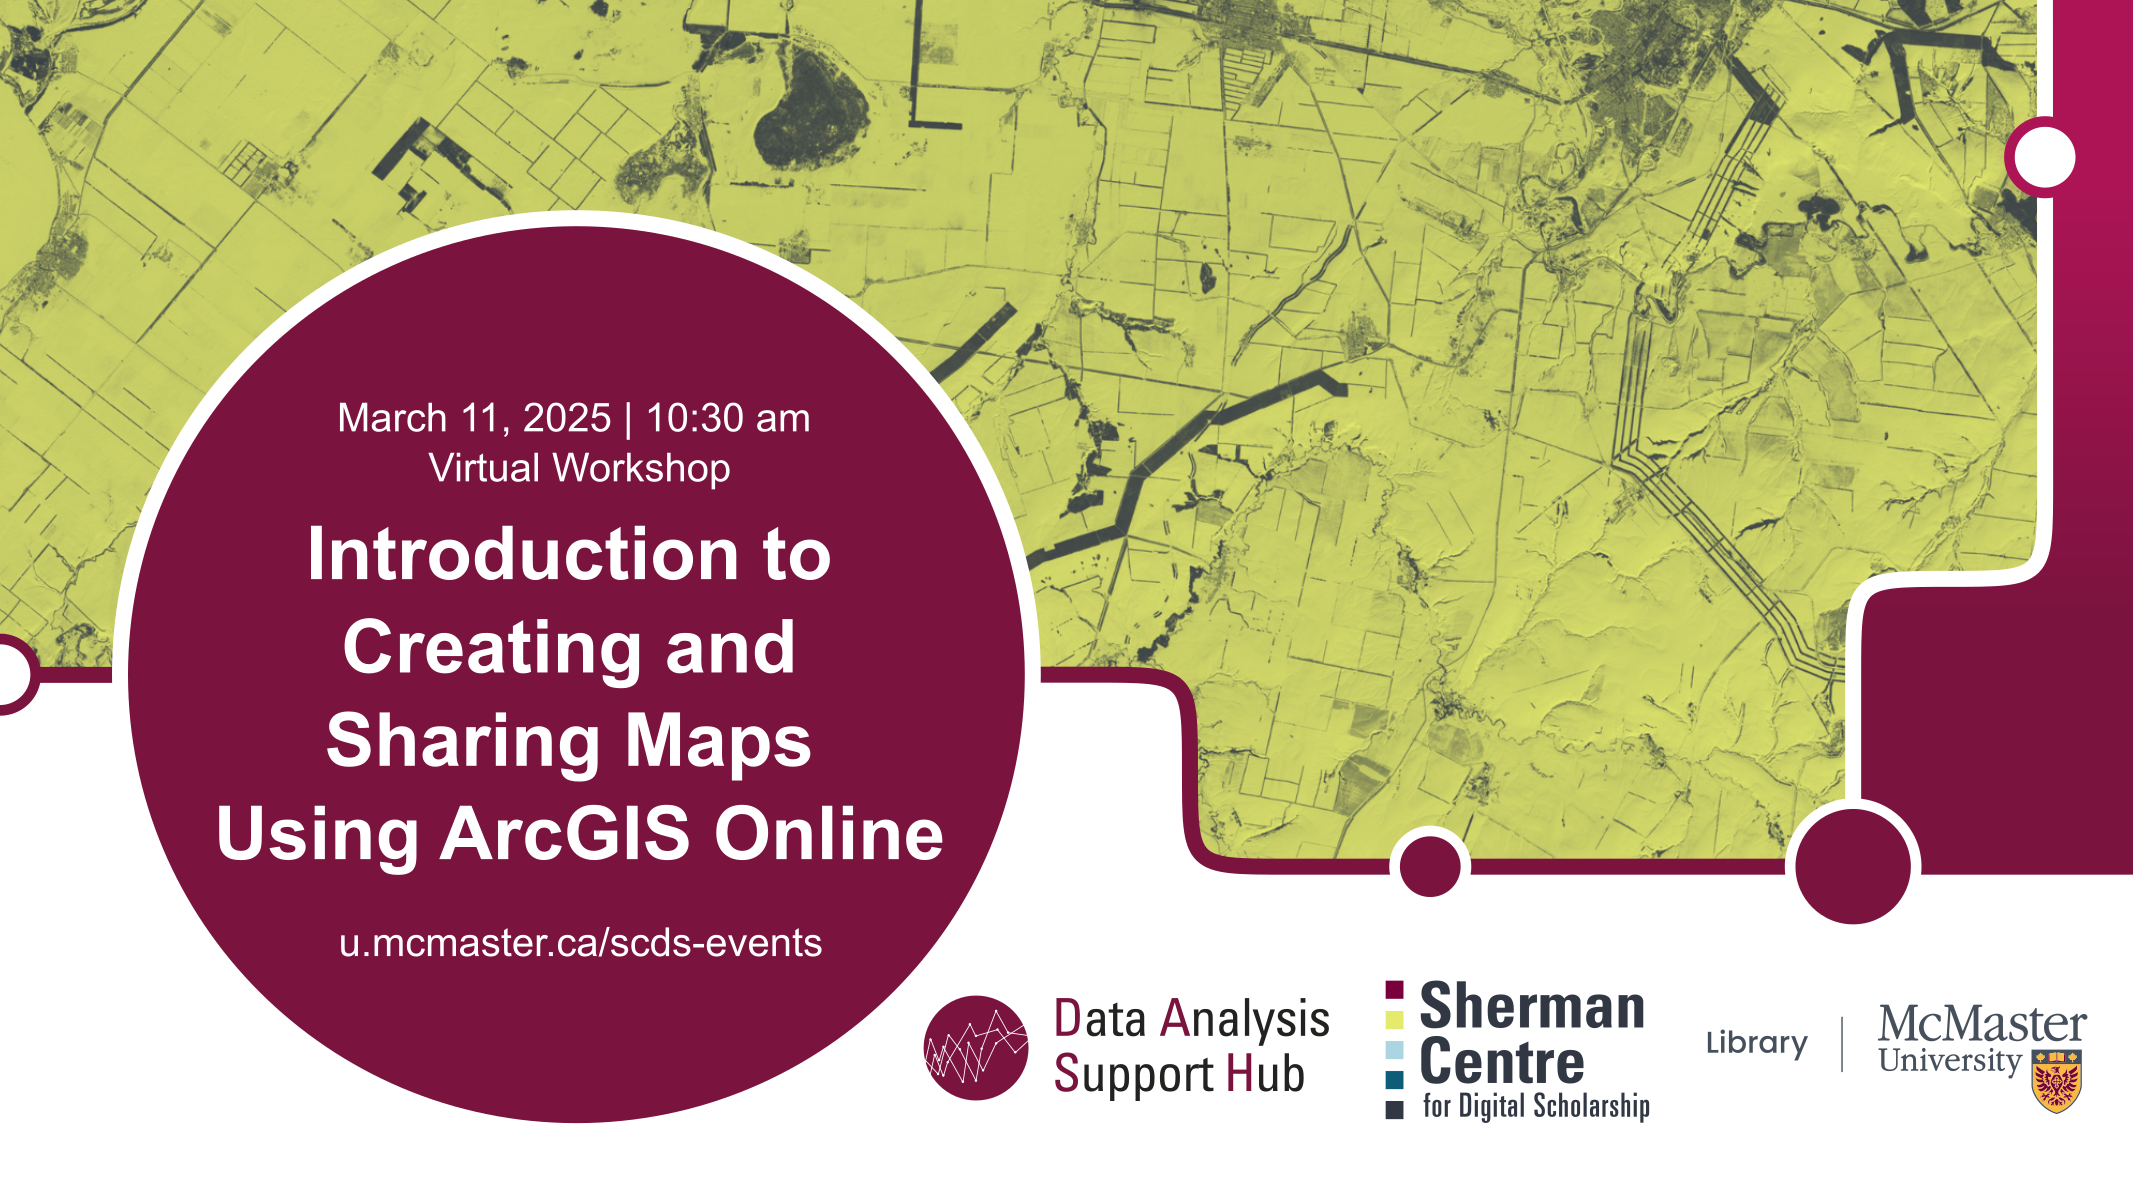 March 11, 2025 | 10:30 am
Virtual Workshop
Introduction to
Creating and
Sharing Maps
Using ArcGIS Online
u.mcmaster.ca/scds-events
Data Analysis
Support Hub
Sherman
Centre
for Digital Scholarship
Library
McMaster
University